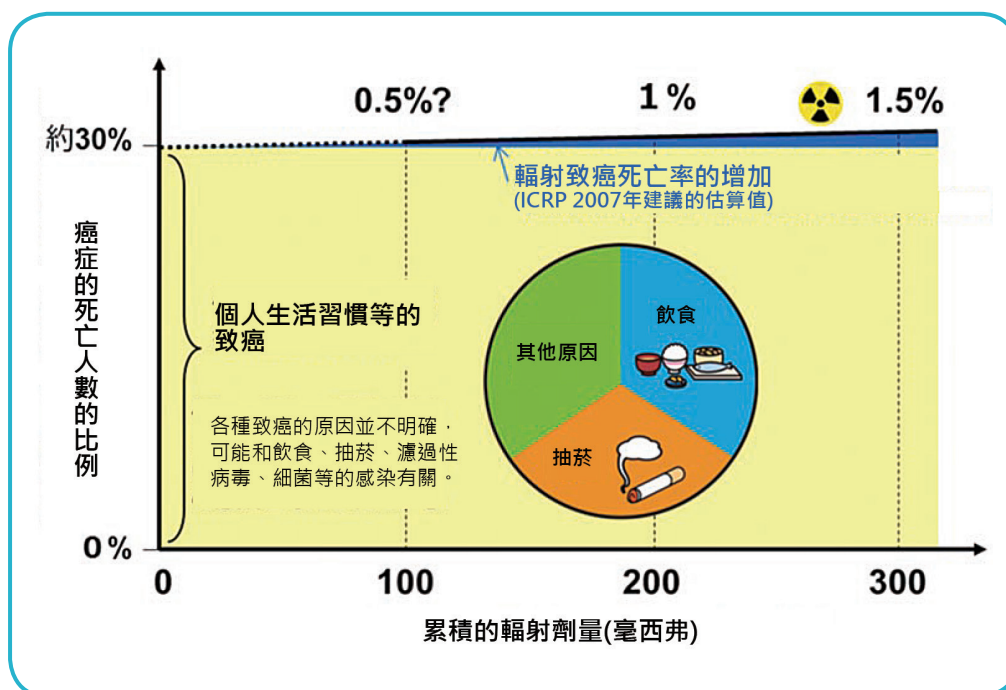 0.5%?
1%
1.5%
約30%
輻射致癌死亡率的增加
(ICRP 2007年建議的估算值)
癌症的死亡人數的比例
個人生活習慣等的
致癌
各種致癌的原因並不明確，
可能和飲食、抽菸、濾過性
病毒、細菌等的感染有關。
其他原因
飲食
抽菸
0%
0
100
200
300
累積的輻射劑量(毫西弗)